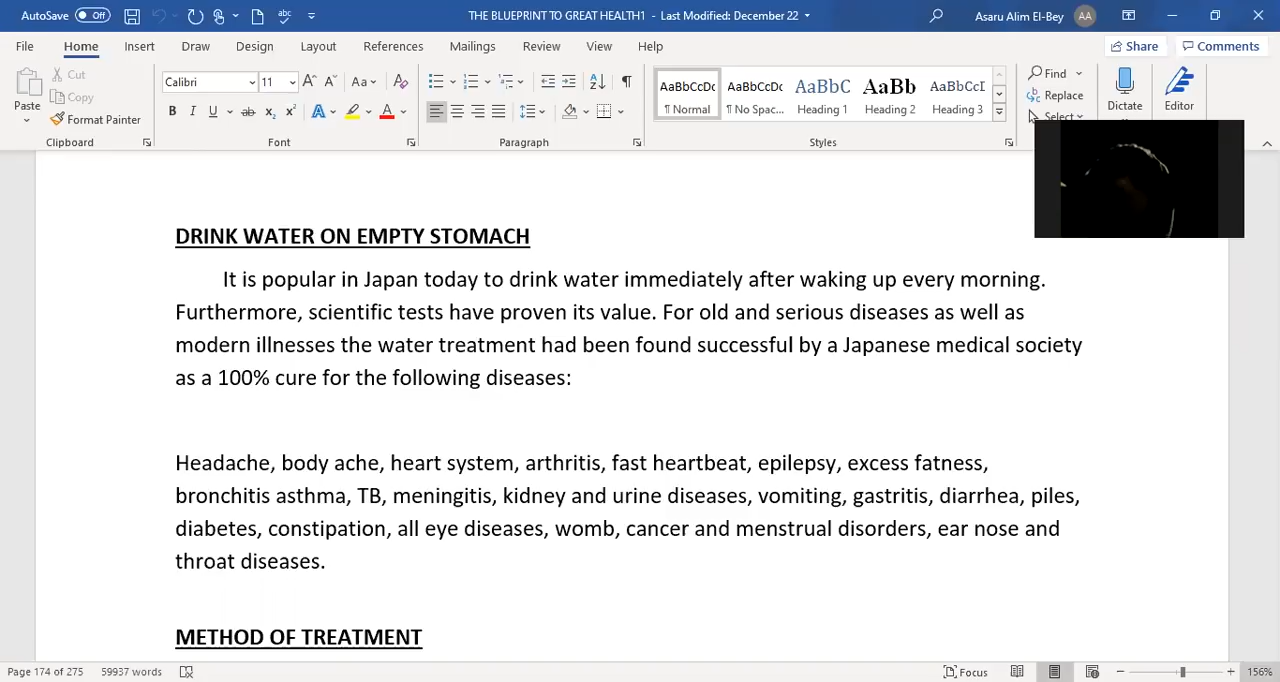 AutoSave Off THE BLUEPRINT TO GREAT HEALTH1 - Last Modified: December 22 Asaru Alim El-Bey AA
File Home Insert Draw Design Layout References Mailings Review View Help Share Comments
Paste Cut Copy Format Painter
Calibri 11 A A Aa A
B I U ab x₂ x² A A
AaBbCcDc AaBbCcDc AaBbC AaBb AaBbCcI
¶ Normal ¶ No Spac... Heading 1 Heading 2 Heading 3
Find Replace Select
Dictate Editor
Clipboard Font Paragraph Styles
DRINK WATER ON EMPTY STOMACH
It is popular in Japan today to drink water immediately after waking up every morning.
Furthermore, scientific tests have proven its value. For old and serious diseases as well as
modern illnesses the water treatment had been found successful by a Japanese medical society
as a 100% cure for the following diseases:
Headache, body ache, heart system, arthritis, fast heartbeat, epilepsy, excess fatness,
bronchitis asthma, TB, meningitis, kidney and urine diseases, vomiting, gastritis, diarrhea, piles,
diabetes, constipation, all eye diseases, womb, cancer and menstrual disorders, ear nose and
throat diseases.
METHOD OF TREATMENT
Page 174 of 275 59937 words Focus 156%